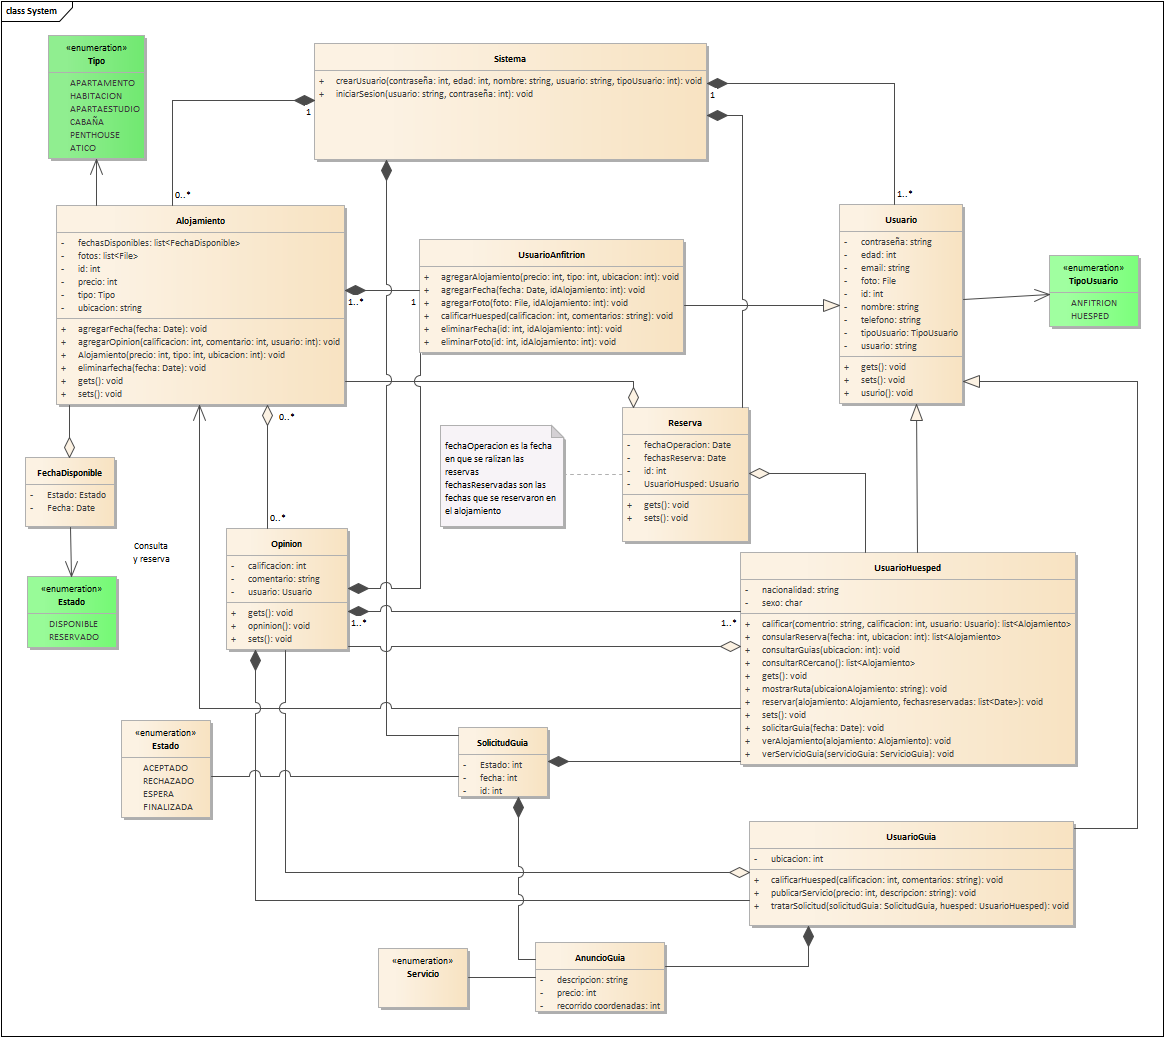 class System
«enumeration»
Tipo
APARTAMENTO
HABITACION
APARTAESTUDIO
CABAÑA
PENTHOUSE
ATICO
Sistema
+ crearUsuario(contraseña: int, edad: int, nombre: string, usuario: string, tipoUsuario: int): void
+ iniciarSesion(usuario: string, contraseña: int): void
1
1
0..*
1..*
Alojamiento
- fechasDisponibles: list<FechaDisponible>
- fotos: list<File>
- id: int
- precio: int
- tipo: Tipo
- ubicacion: string
+ agregarFecha(fecha: Date): void
+ agregarOpinion(calificacion: int, comentario: int, usuario: int): void
+ Alojamiento(precio: int, tipo: int, ubicacion: int): void
+ eliminarfecha(fecha: Date): void
+ gets(): void
+ sets(): void
1..*
1
UsuarioAnfitrion
+ agregarAlojamiento(precio: int, tipo: int, ubicacion: int): void
+ agregarFecha(fecha: Date, idAlojamiento: int): void
+ agregarFoto(foto: File, idAlojamiento: int): void
+ calificarHuesped(calificacion: int, comentarios: string): void
+ eliminarFecha(id: int, idAlojamiento: int): void
+ eliminarFoto(id: int, idAlojamiento: int): void
Usuario
- contraseña: string
- edad: int
- email: string
- foto: File
- id: int
- nombre: string
- telefono: string
- tipoUsuario: TipoUsuario
- usuario: string
+ gets(): void
+ sets(): void
+ usurio(): void
«enumeration»
TipoUsuario
ANFITRION
HUESPED
0..*
0..*
FechaDisponible
- Estado: Estado
- Fecha: Date
fechaOperacion es la fecha
en que se ralizan las
reservas
fechasReservadas son las
fechas que se reservaron en
el alojamiento
Reserva
- fechaOperacion: Date
- fechasReserva: Date
- id: int
- UsuarioHusped: Usuario
+ gets(): void
+ sets(): void
Consulta
y reserva
«enumeration»
Estado
DISPONIBLE
RESERVADO
Opinion
- calificacion: int
- comentario: string
- usuario: Usuario
+ gets(): void
+ opninion(): void
+ sets(): void
1..*
1..*
UsuarioHuesped
- nacionalidad: string
- sexo: char
+ calificar(comentrio: string, calificacion: int, usuario: Usuario): list<Alojamiento>
+ consularReserva(fecha: int, ubicacion: int): list<Alojamiento>
+ consultarGuias(ubicacion: int): void
+ consultarRCercano(): list<Alojamiento>
+ gets(): void
+ mostrarRuta(ubicaionAlojamiento: string): void
+ reservar(alojamiento: Alojamiento, fechasreservadas: list<Date>): void
+ sets(): void
+ solicitarGuia(fecha: Date): void
+ verAlojamiento(alojamiento: Alojamiento): void
+ verServicioGuia(servicioGuia: ServicioGuia): void
«enumeration»
Estado
ACEPTADO
RECHAZADO
ESPERA
FINALIZADA
SolicitudGuia
- Estado: int
- fecha: int
- id: int
UsuarioGuia
- ubicacion: int
+ calificarHuesped(calificacion: int, comentarios: string): void
+ publicarServicio(precio: int, descripcion: string): void
+ tratarSolicitud(solicitudGuia: SolicitudGuia, huesped: UsuarioHuesped): void
«enumeration»
Servicio
AnuncioGuia
- descripcion: string
- precio: int
- recorrido coordenadas: int